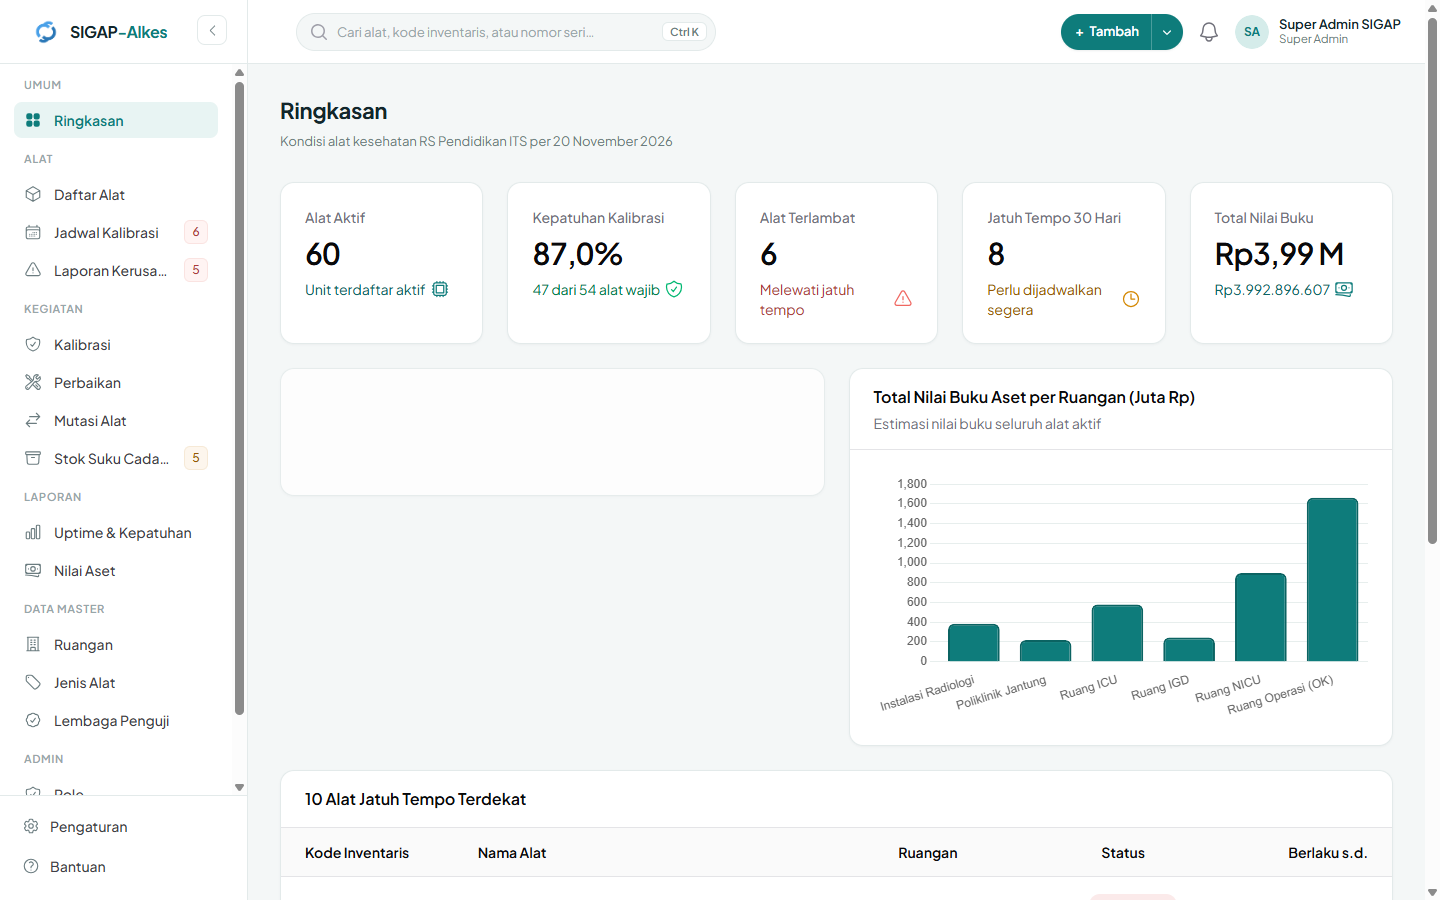 SIGAP-Alkes
Cari alat, kode inventaris, atau nomor seri...
Ctrl K
+ Tambah
SA
Super Admin SIGAP
Super Admin
UMUM
Ringkasan
ALAT
Daftar Alat
Jadwal Kalibrasi 6
Laporan Kerusa... 5
KEGIATAN
Kalibrasi
Perbaikan
Mutasi Alat
Stok Suku Cada... 5
LAPORAN
Uptime & Kepatuhan
Nilai Aset
DATA MASTER
Ruangan
Jenis Alat
Lembaga Penguji
ADMIN
Role
Pengaturan
Bantuan
Ringkasan
Kondisi alat kesehatan RS Pendidikan ITS per 20 November 2026
Alat Aktif
60
Unit terdaftar aktif
Kepatuhan Kalibrasi
87,0%
47 dari 54 alat wajib
Alat Terlambat
6
Melewati jatuh
tempo
Jatuh Tempo 30 Hari
8
Perlu dijadwalkan
segera
Total Nilai Buku
Rp3,99 M
Rp3.992.896.607
Total Nilai Buku Aset per Ruangan (Juta Rp)
Estimasi nilai buku seluruh alat aktif
1,800
1,600
1,400
1,200
1,000
800
600
400
200
0
Instalasi Radiologi
Poliklinik Jantung
Ruang ICU
Ruang IGD
Ruang NICU
Ruang Operasi (OK)
10 Alat Jatuh Tempo Terdekat
Kode Inventaris Nama Alat Ruangan Status Berlaku s.d.